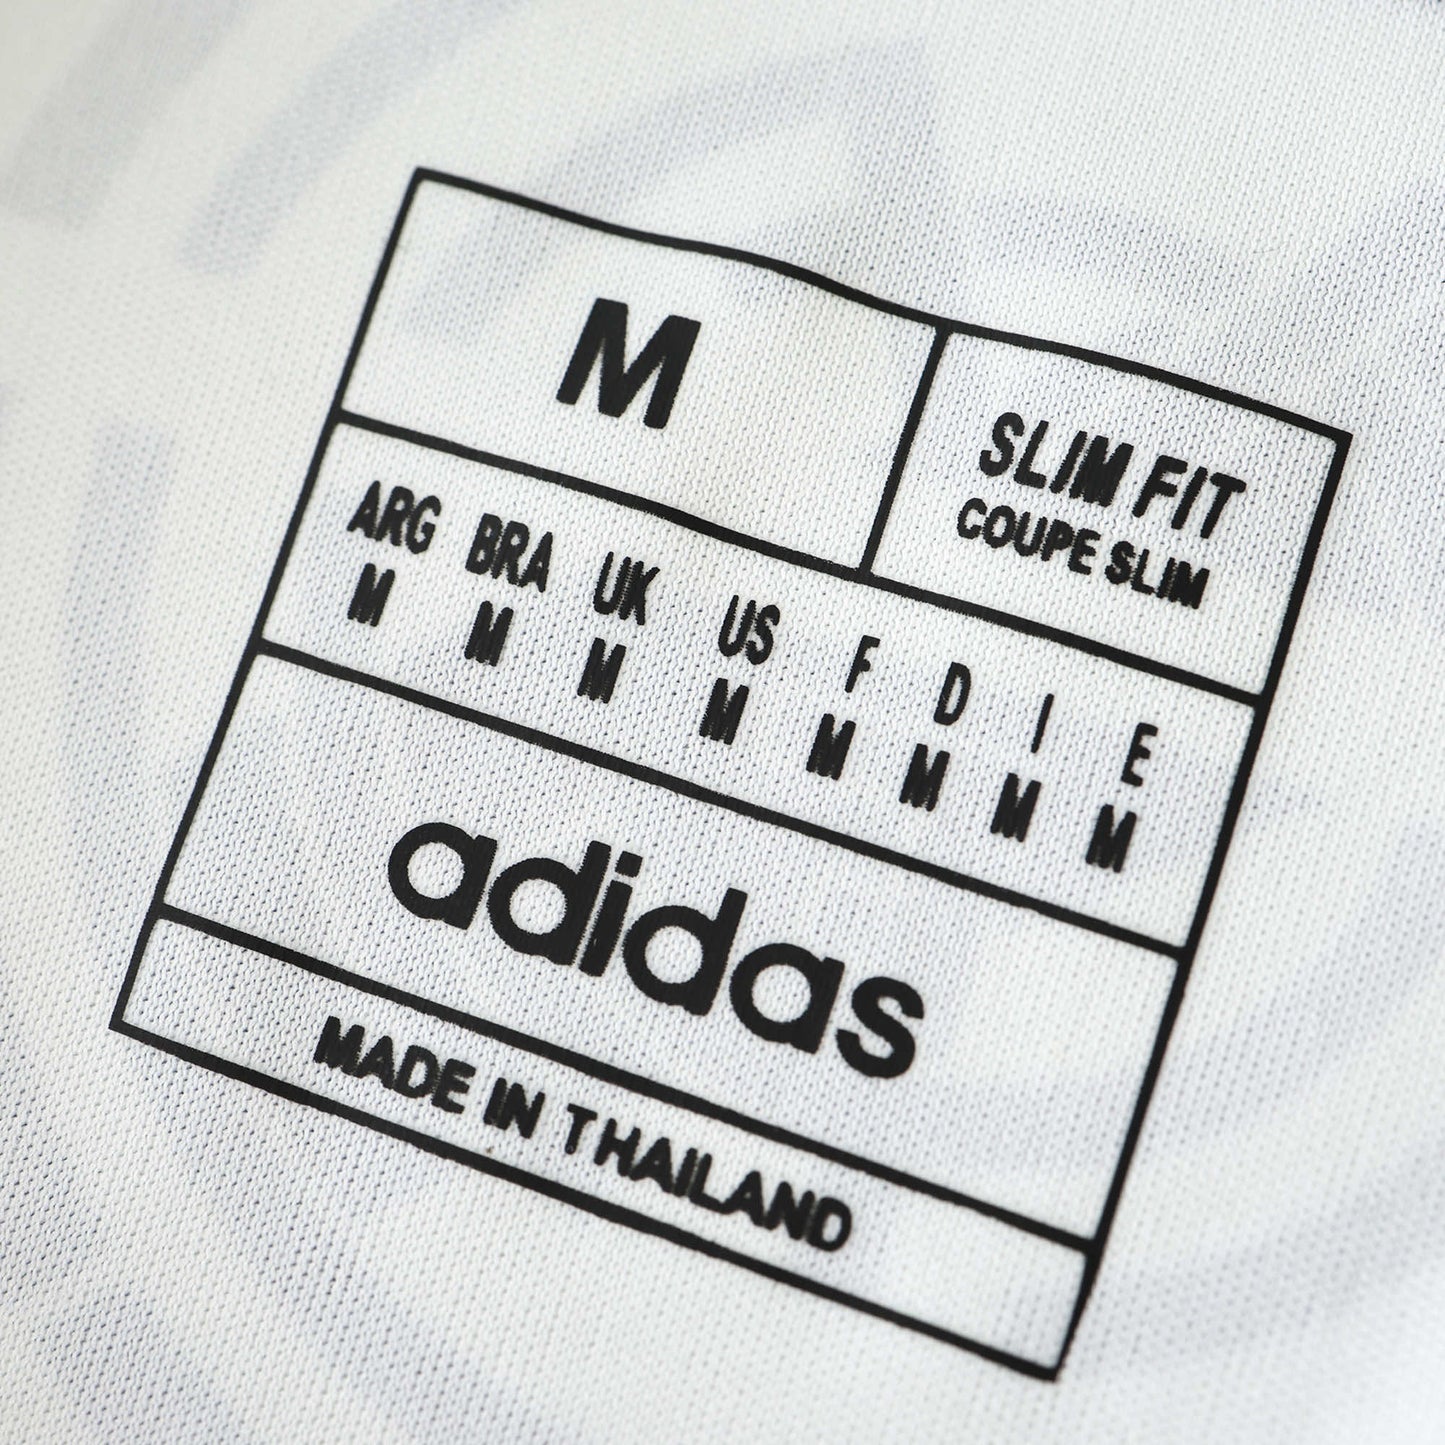 M
SLIM FIT
COUPE SLIM
ARG BRA UK US F D I E
M M M M M M M M
adidas
MADE IN THAILAND